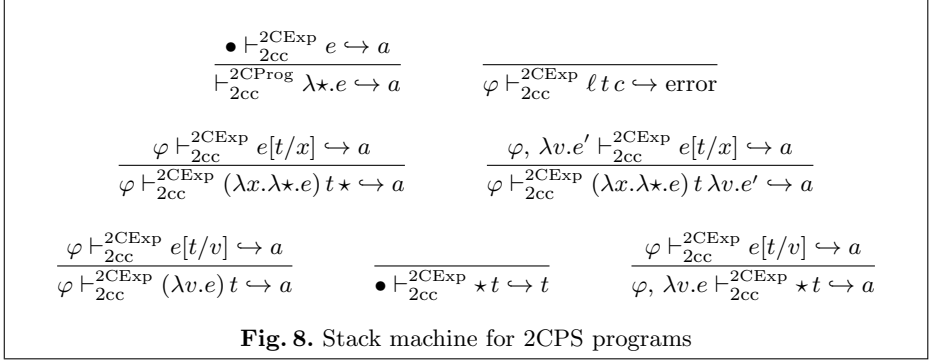 • ⊢^{2CExp}_{2cc} e ↪ a
⊢^{2CProg}_{2cc} λ⋆.e ↪ a
φ ⊢^{2CExp}_{2cc} ℓ t c ↪ error
φ ⊢^{2CExp}_{2cc} e[t/x] ↪ a
φ ⊢^{2CExp}_{2cc} (λx.λ⋆.e) t ⋆ ↪ a
φ, λv.e′ ⊢^{2CExp}_{2cc} e[t/x] ↪ a
φ ⊢^{2CExp}_{2cc} (λx.λ⋆.e) t λv.e′ ↪ a
φ ⊢^{2CExp}_{2cc} e[t/v] ↪ a
φ ⊢^{2CExp}_{2cc} (λv.e) t ↪ a
• ⊢^{2CExp}_{2cc} ⋆ t ↪ t
φ ⊢^{2CExp}_{2cc} e[t/v] ↪ a
φ, λv.e ⊢^{2CExp}_{2cc} ⋆ t ↪ a
Fig. 8. Stack machine for 2CPS programs